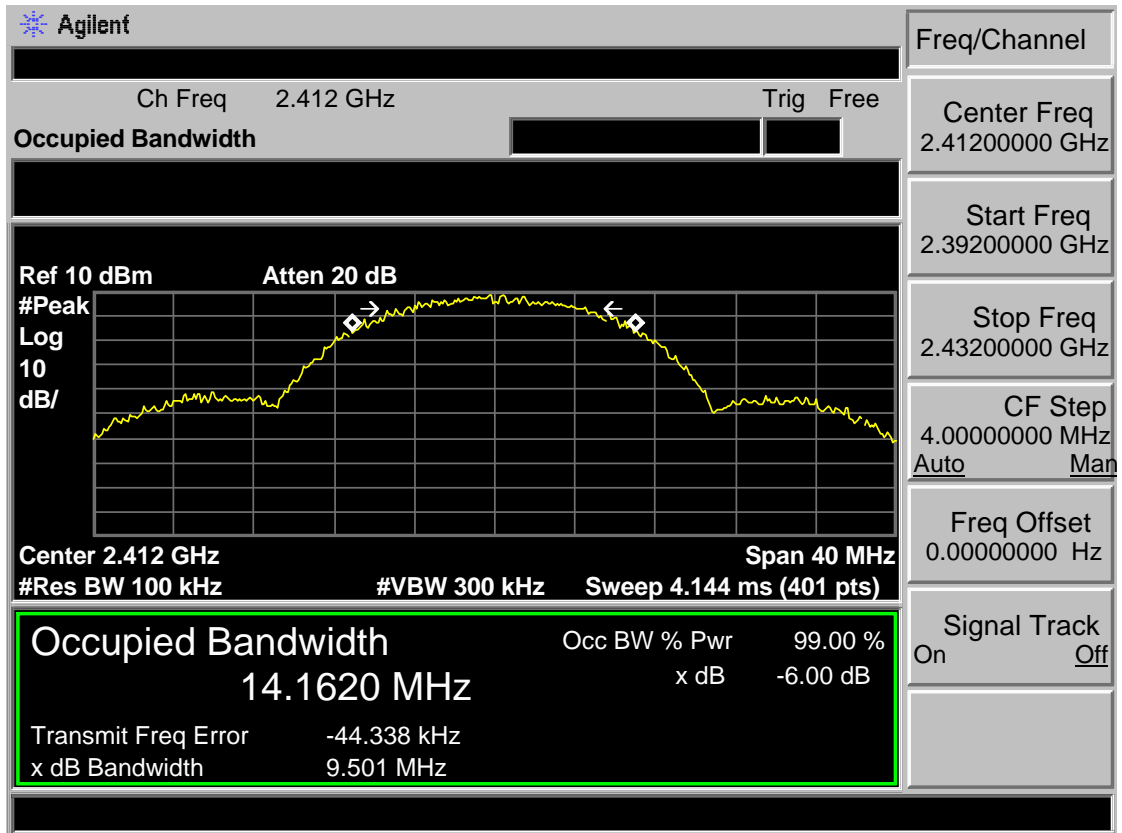 Agilent
Freq/Channel
Ch Freq 2.412 GHz Trig Free
Occupied Bandwidth
Center Freq
2.41200000 GHz
Start Freq
2.39200000 GHz
Stop Freq
2.43200000 GHz
CF Step
4.00000000 MHz
Auto Man
Freq Offset
0.00000000 Hz
Signal Track
On Off
Ref 10 dBm Atten 20 dB
#Peak
Log
10
dB/
Center 2.412 GHz Span 40 MHz
#Res BW 100 kHz #VBW 300 kHz Sweep 4.144 ms (401 pts)
Occupied Bandwidth Occ BW % Pwr 99.00 %
14.1620 MHz x dB -6.00 dB
Transmit Freq Error -44.338 kHz
x dB Bandwidth 9.501 MHz